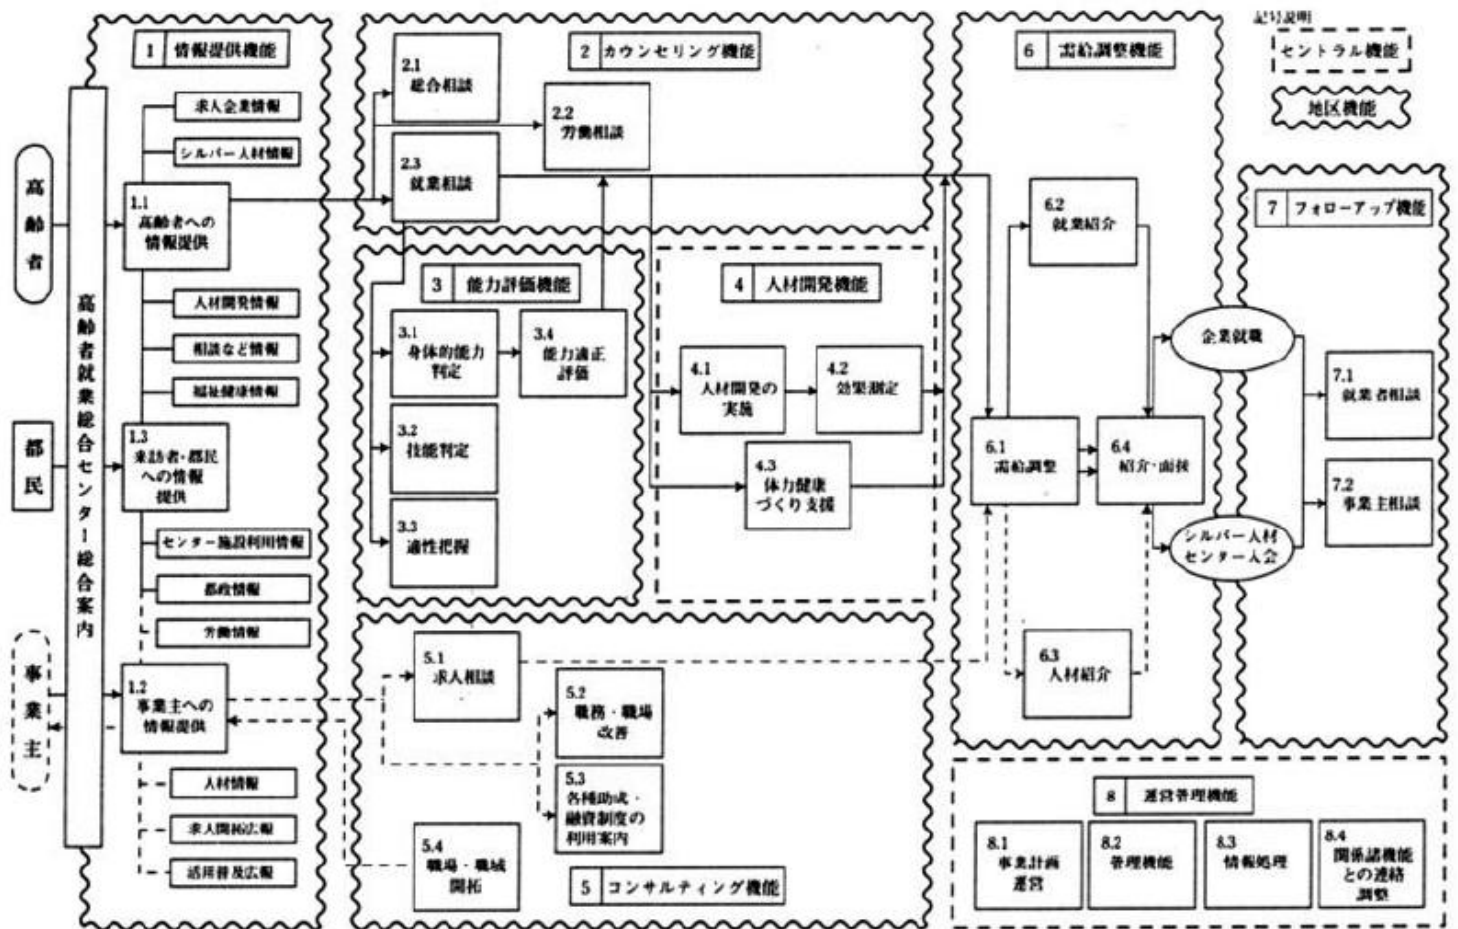 記号説明
セントラル機能
地区機能
高齢者
都民
事業主
高齢者就業総合センター総合案内
1 情報提供機能
求人企業情報
シルバー人材情報
1.1
高齢者への
情報提供
人材開発情報
相談など情報
福祉健康情報
1.3
来訪者・都民
への情報
提供
センター施設利用情報
都政情報
労働情報
1.2
事業主への
情報提供
人材情報
求人開拓広報
活用普及広報
2 カウンセリング機能
2.1
総合相談
2.2
労働相談
2.3
就業相談
3 能力評価機能
3.1
身体的能力
判定
3.4
能力適正
評価
3.2
技能判定
3.3
適性把握
4 人材開発機能
4.1
人材開発の
実施
4.2
効果測定
4.3
体力健康
づくり支援
5.1
求人相談
5.2
職務・職場
改善
5.3
各種助成・
融資制度の
利用案内
5.4
職場・職域
開拓
5 コンサルティング機能
6 需給調整機能
6.2
就業紹介
6.1
需給調整
6.4
紹介・面接
6.3
人材紹介
企業就職
シルバー人材
センター入会
7 フォローアップ機能
7.1
就業者相談
7.2
事業主相談
8 運営管理機能
8.1
事業計画
運営
8.2
管理機能
8.3
情報処理
8.4
関係諸機能
との連絡
調整